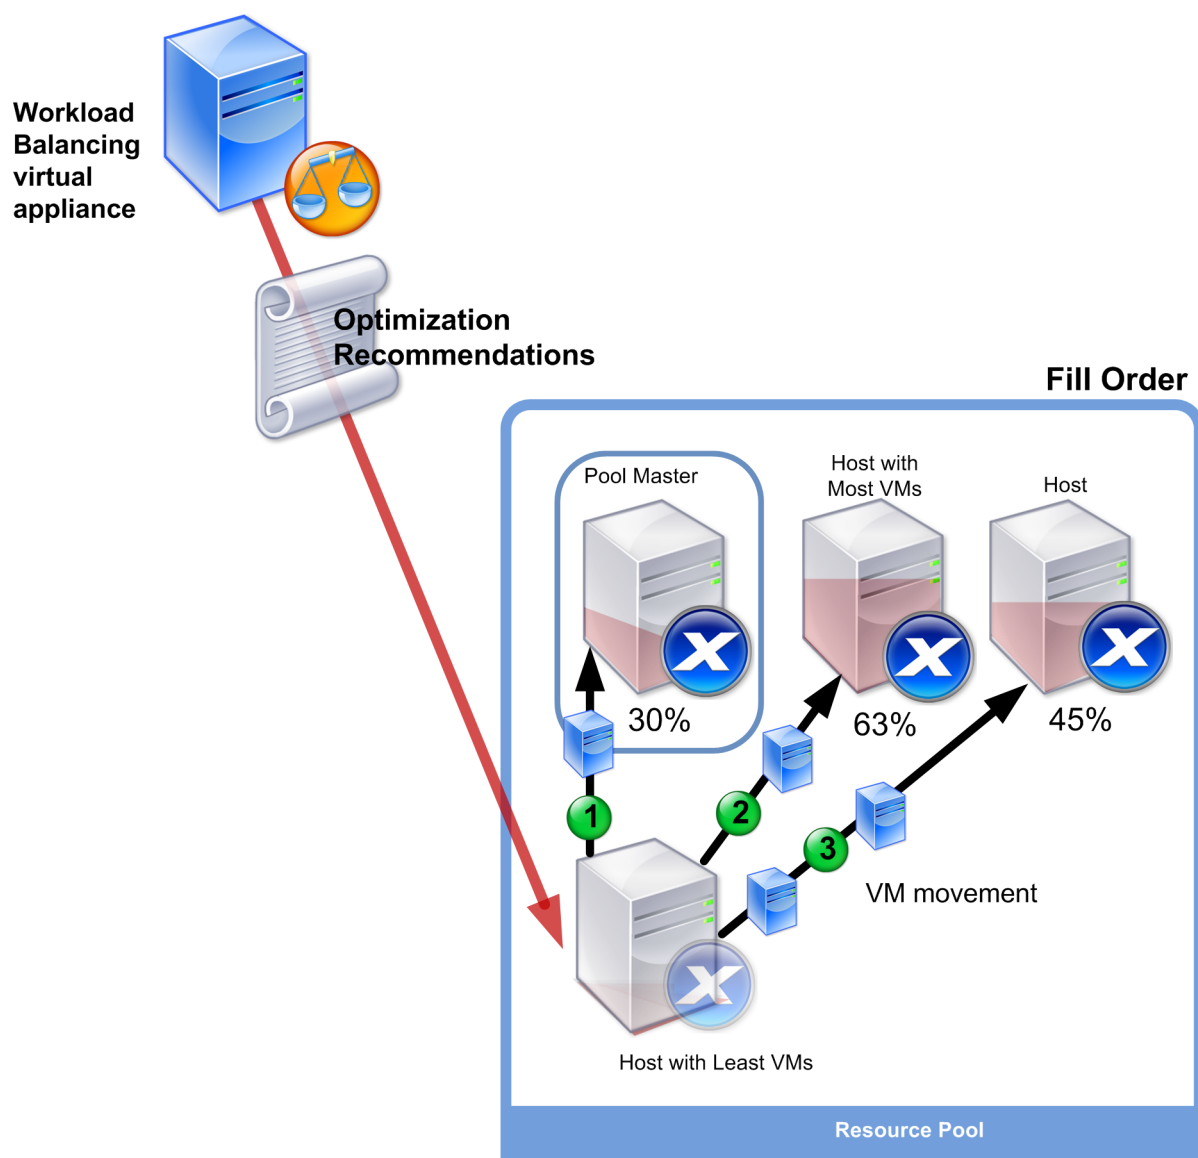 Workload
Balancing
virtual
appliance
Optimization
Recommendations
Fill Order
Pool Master
Host with
Most VMs
Host
X
X
X
30%
63%
45%
1
2
3
VM movement
X
Host with Least VMs
Resource Pool